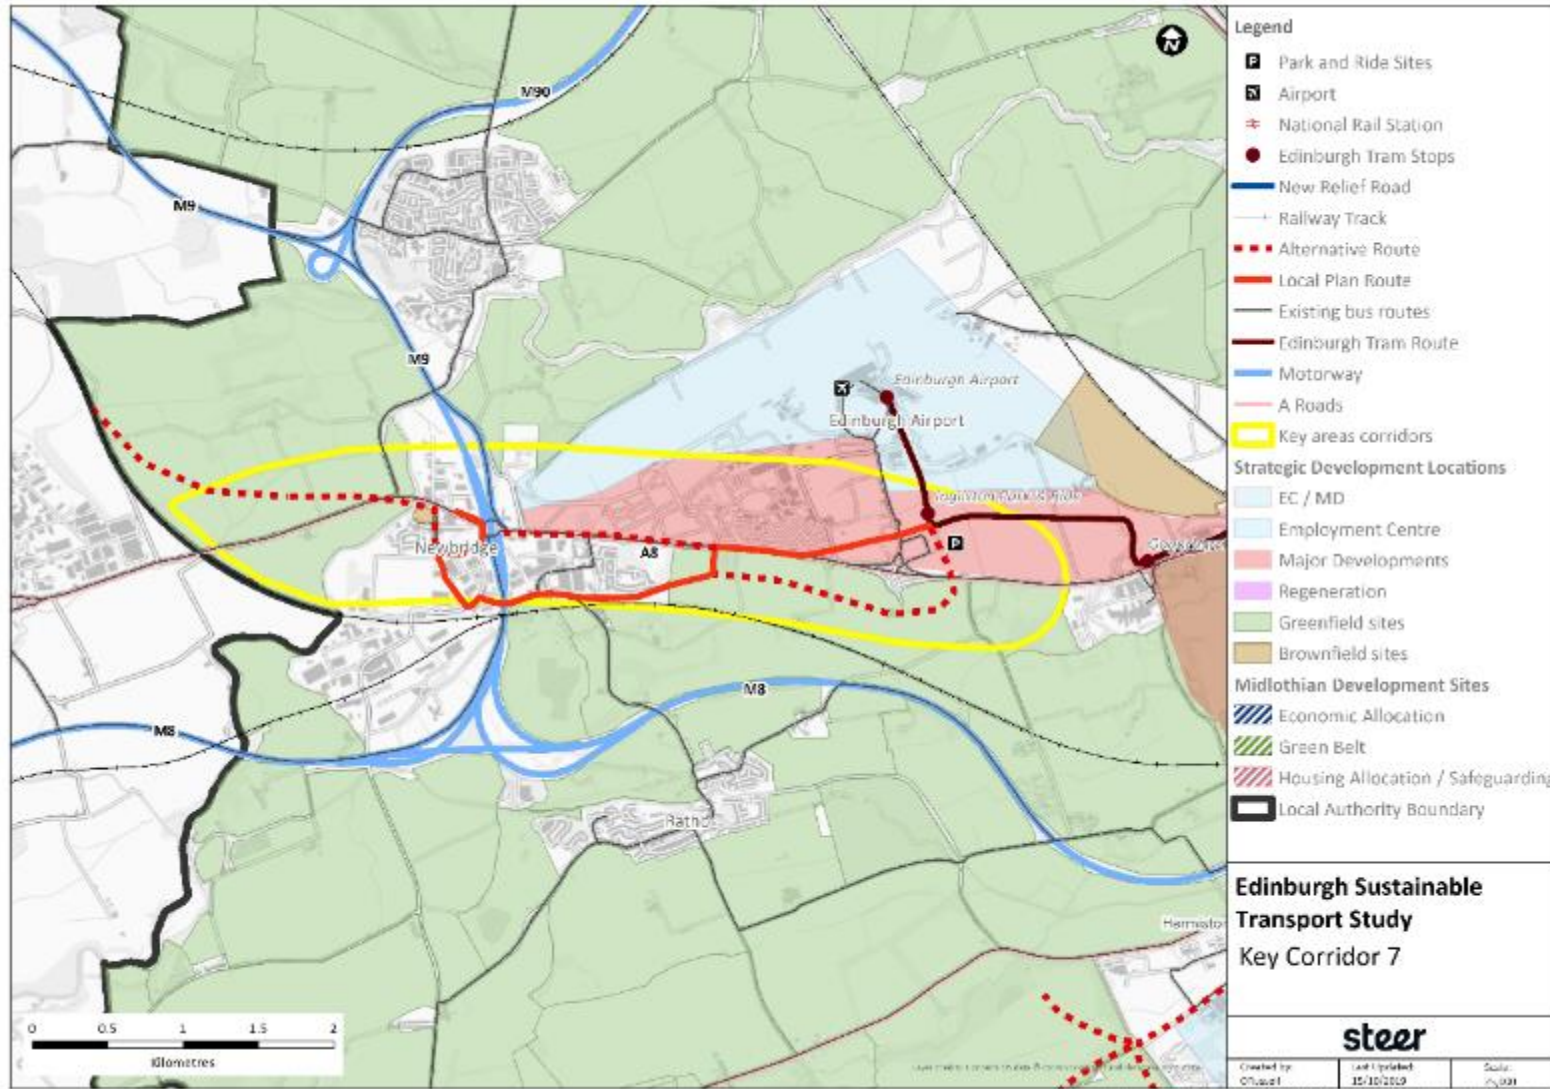 M90
M9
M9
Edinburgh Airport
Edinburgh Airport
Newbridge
A8
M8
M8
Ratho
0 0.5 1 1.5 2
Kilometres
Legend
Park and Ride Sites
Airport
National Rail Station
Edinburgh Tram Stops
New Relief Road
Railway Track
Alternative Route
Local Plan Route
Existing bus routes
Edinburgh Tram Route
Motorway
A Roads
Key areas corridors
Strategic Development Locations
EC / MD
Employment Centre
Major Developments
Regeneration
Greenfield sites
Brownfield sites
Midlothian Development Sites
Economic Allocation
Green Belt
Housing Allocation / Safeguarding
Local Authority Boundary
Edinburgh Sustainable
Transport Study
Key Corridor 7
steer
Created by:
Last Updated:
Scale:
15/10/2019